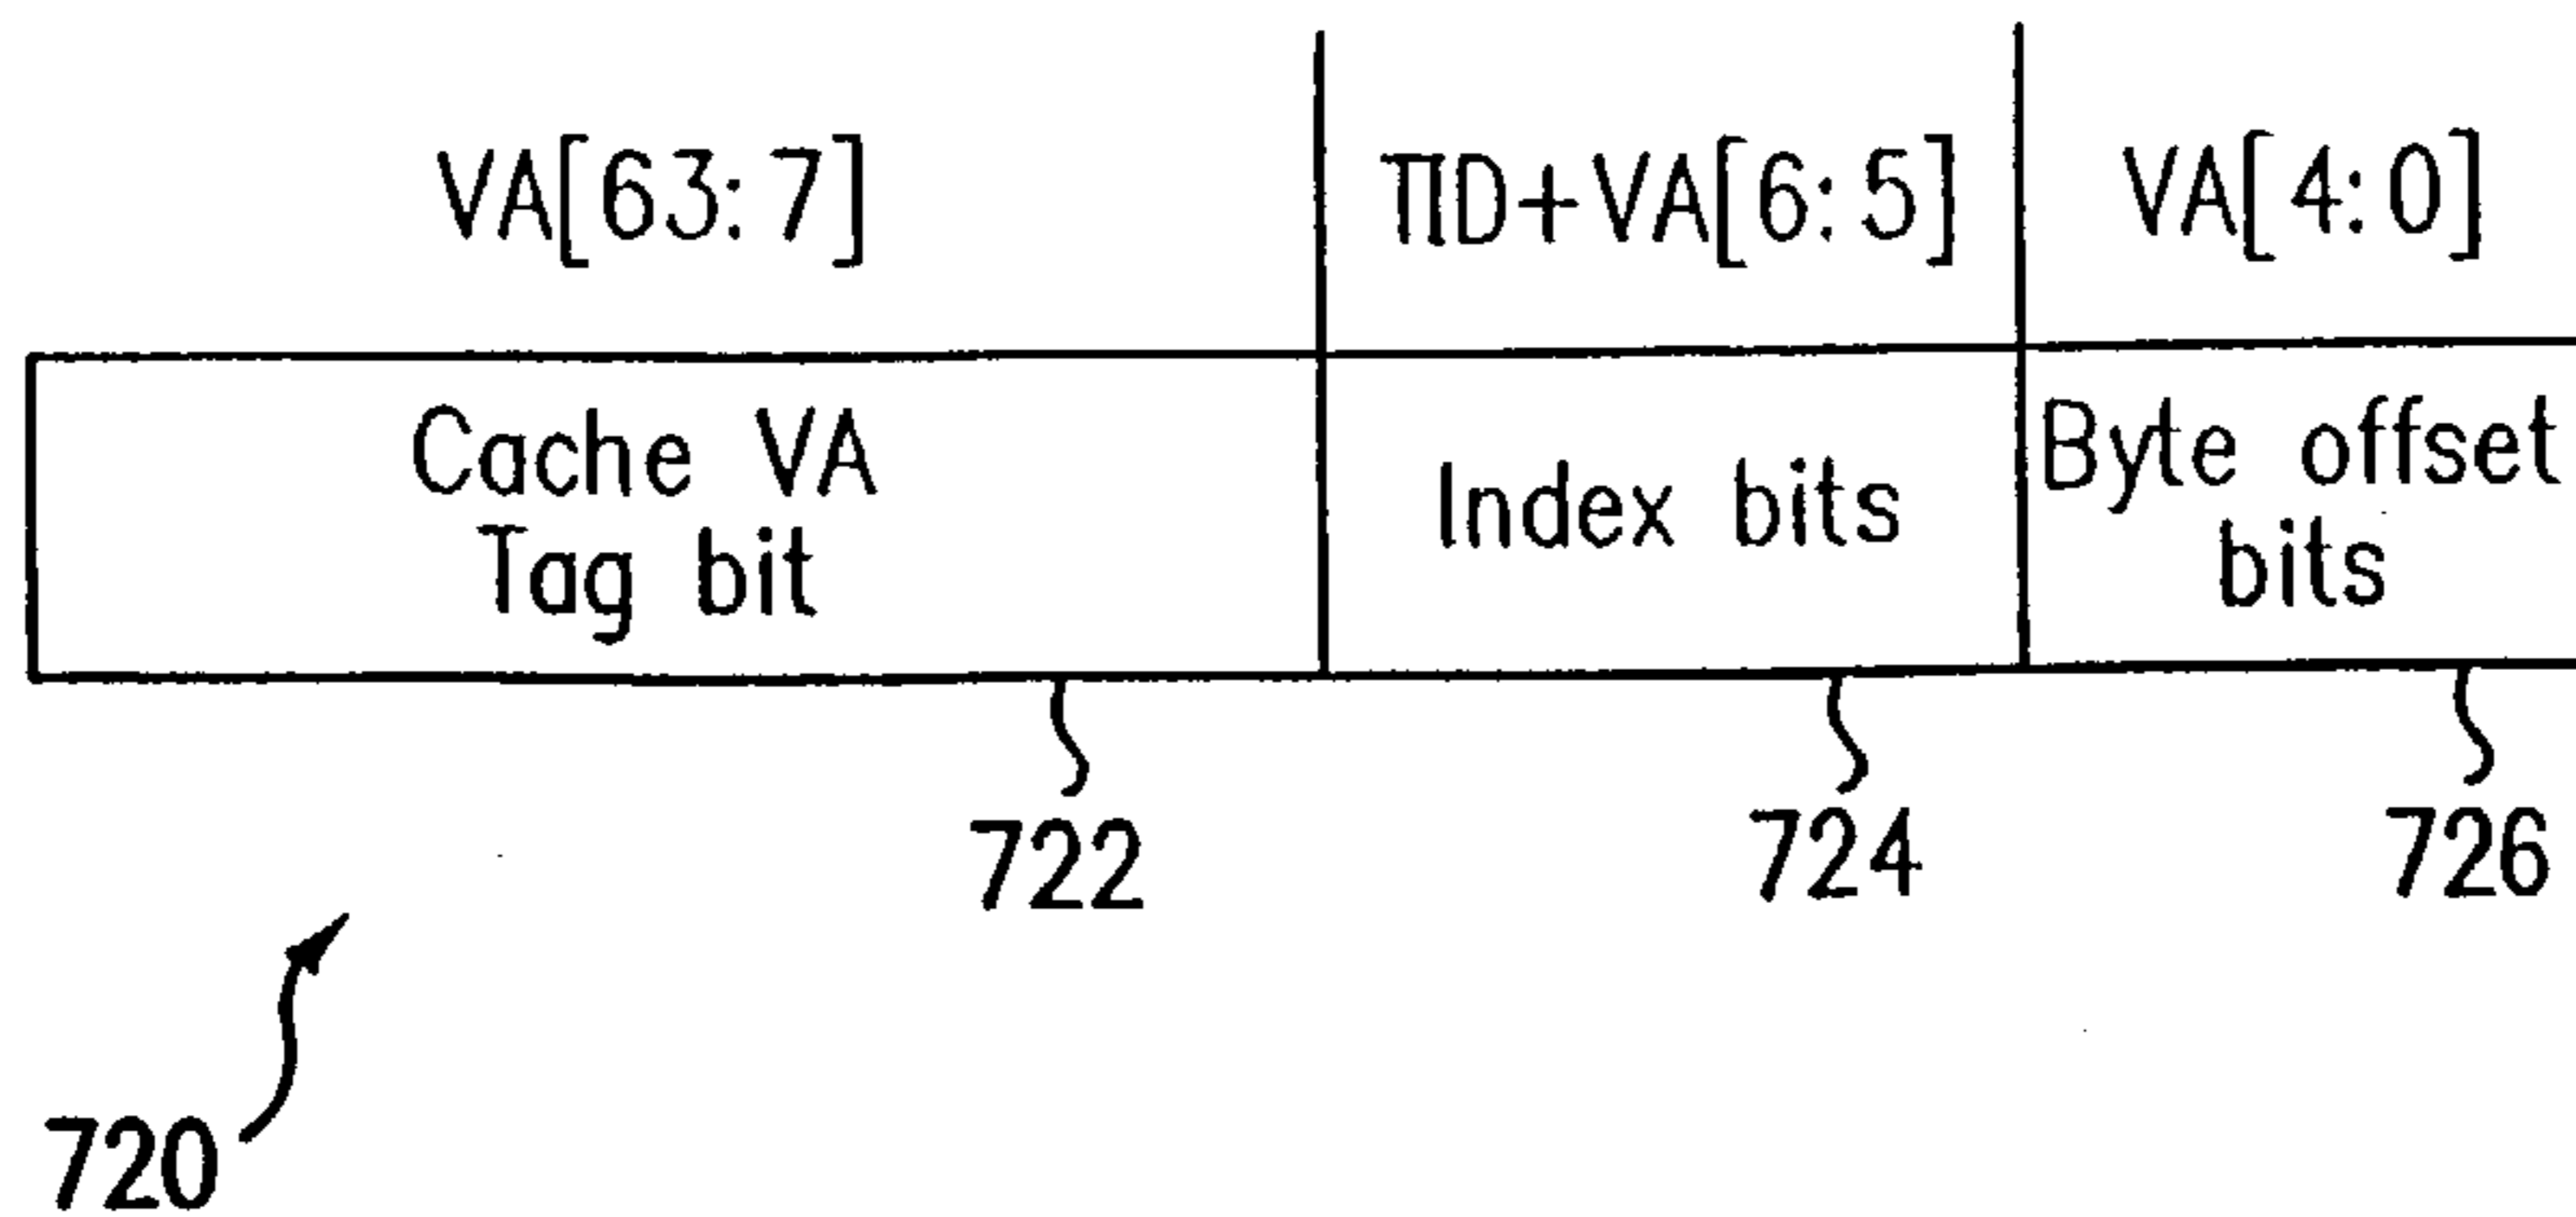 VA[63:7]
TID+VA[6:5]
VA[4:0]
Cache VA
Tag bit
Index bits
Byte offset
bits
722
724
726
720